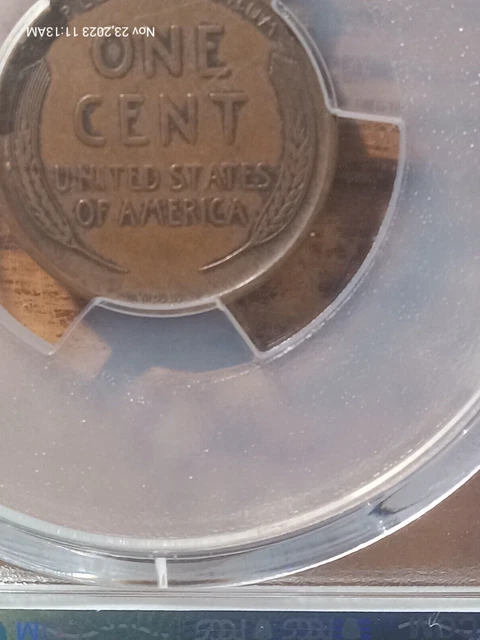 Nov 23,2023 11:13AM
ONE
CENT
UNITED STATES
OF AMERICA